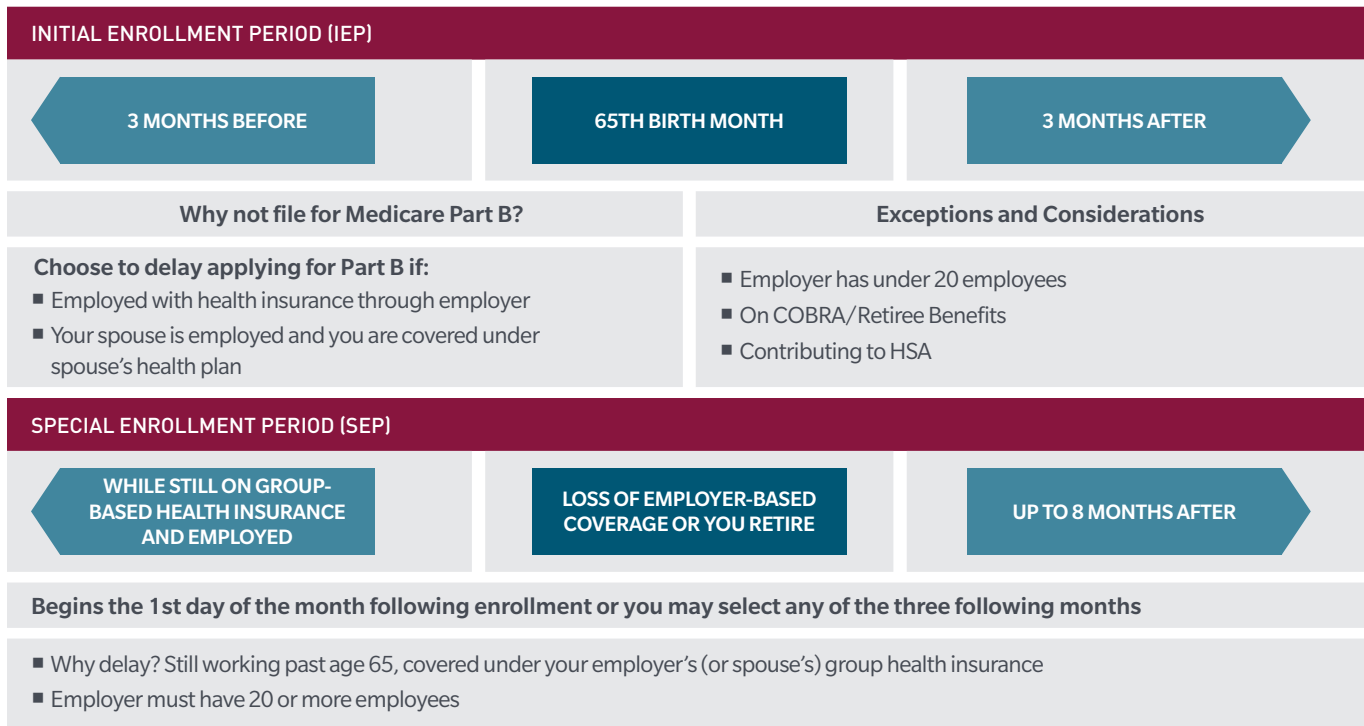 INITIAL ENROLLMENT PERIOD (IEP)
3 MONTHS BEFORE
65TH BIRTH MONTH
3 MONTHS AFTER
Why not file for Medicare Part B?
Exceptions and Considerations
Choose to delay applying for Part B if:
■ Employed with health insurance through employer
■ Your spouse is employed and you are covered under
spouse's health plan
■ Employer has under 20 employees
■ On COBRA/Retiree Benefits
■ Contributing to HSA
SPECIAL ENROLLMENT PERIOD (SEP)
WHILE STILL ON GROUP-
BASED HEALTH INSURANCE
AND EMPLOYED
LOSS OF EMPLOYER-BASED
COVERAGE OR YOU RETIRE
UP TO 8 MONTHS AFTER
Begins the 1st day of the month following enrollment or you may select any of the three following months
■ Why delay? Still working past age 65, covered under your employer's (or spouse's) group health insurance
■ Employer must have 20 or more employees